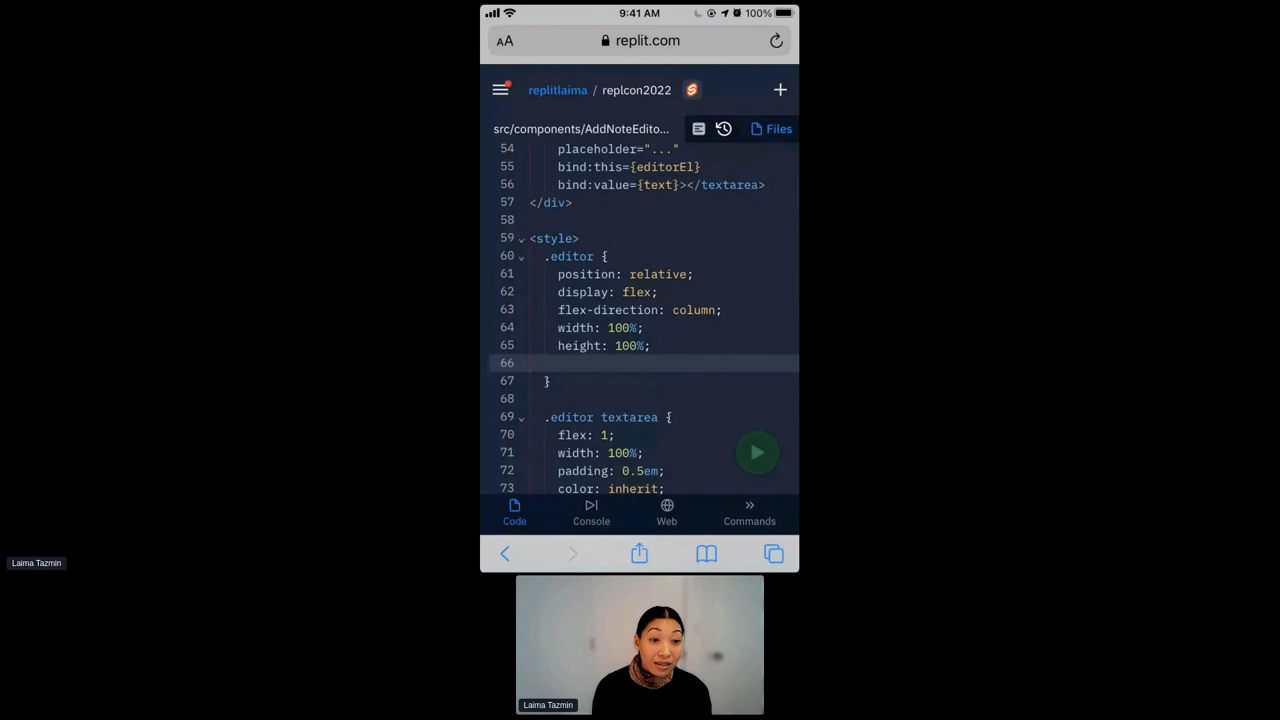 9:41 AM 100%
AA replit.com
replitlaima / replcon2022
src/components/AddNoteEdito... Files
54 placeholder="..."
55 bind:this={editorEl}
56 bind:value={text}></textarea>
57 </div>
58
59 <style>
60 .editor {
61 position: relative;
62 display: flex;
63 flex-direction: column;
64 width: 100%;
65 height: 100%;
66
67 }
68
69 .editor textarea {
70 flex: 1;
71 width: 100%;
72 padding: 0.5em;
73 color: inherit;
Code Console Web Commands
Laima Tazmin
Laima Tazmin